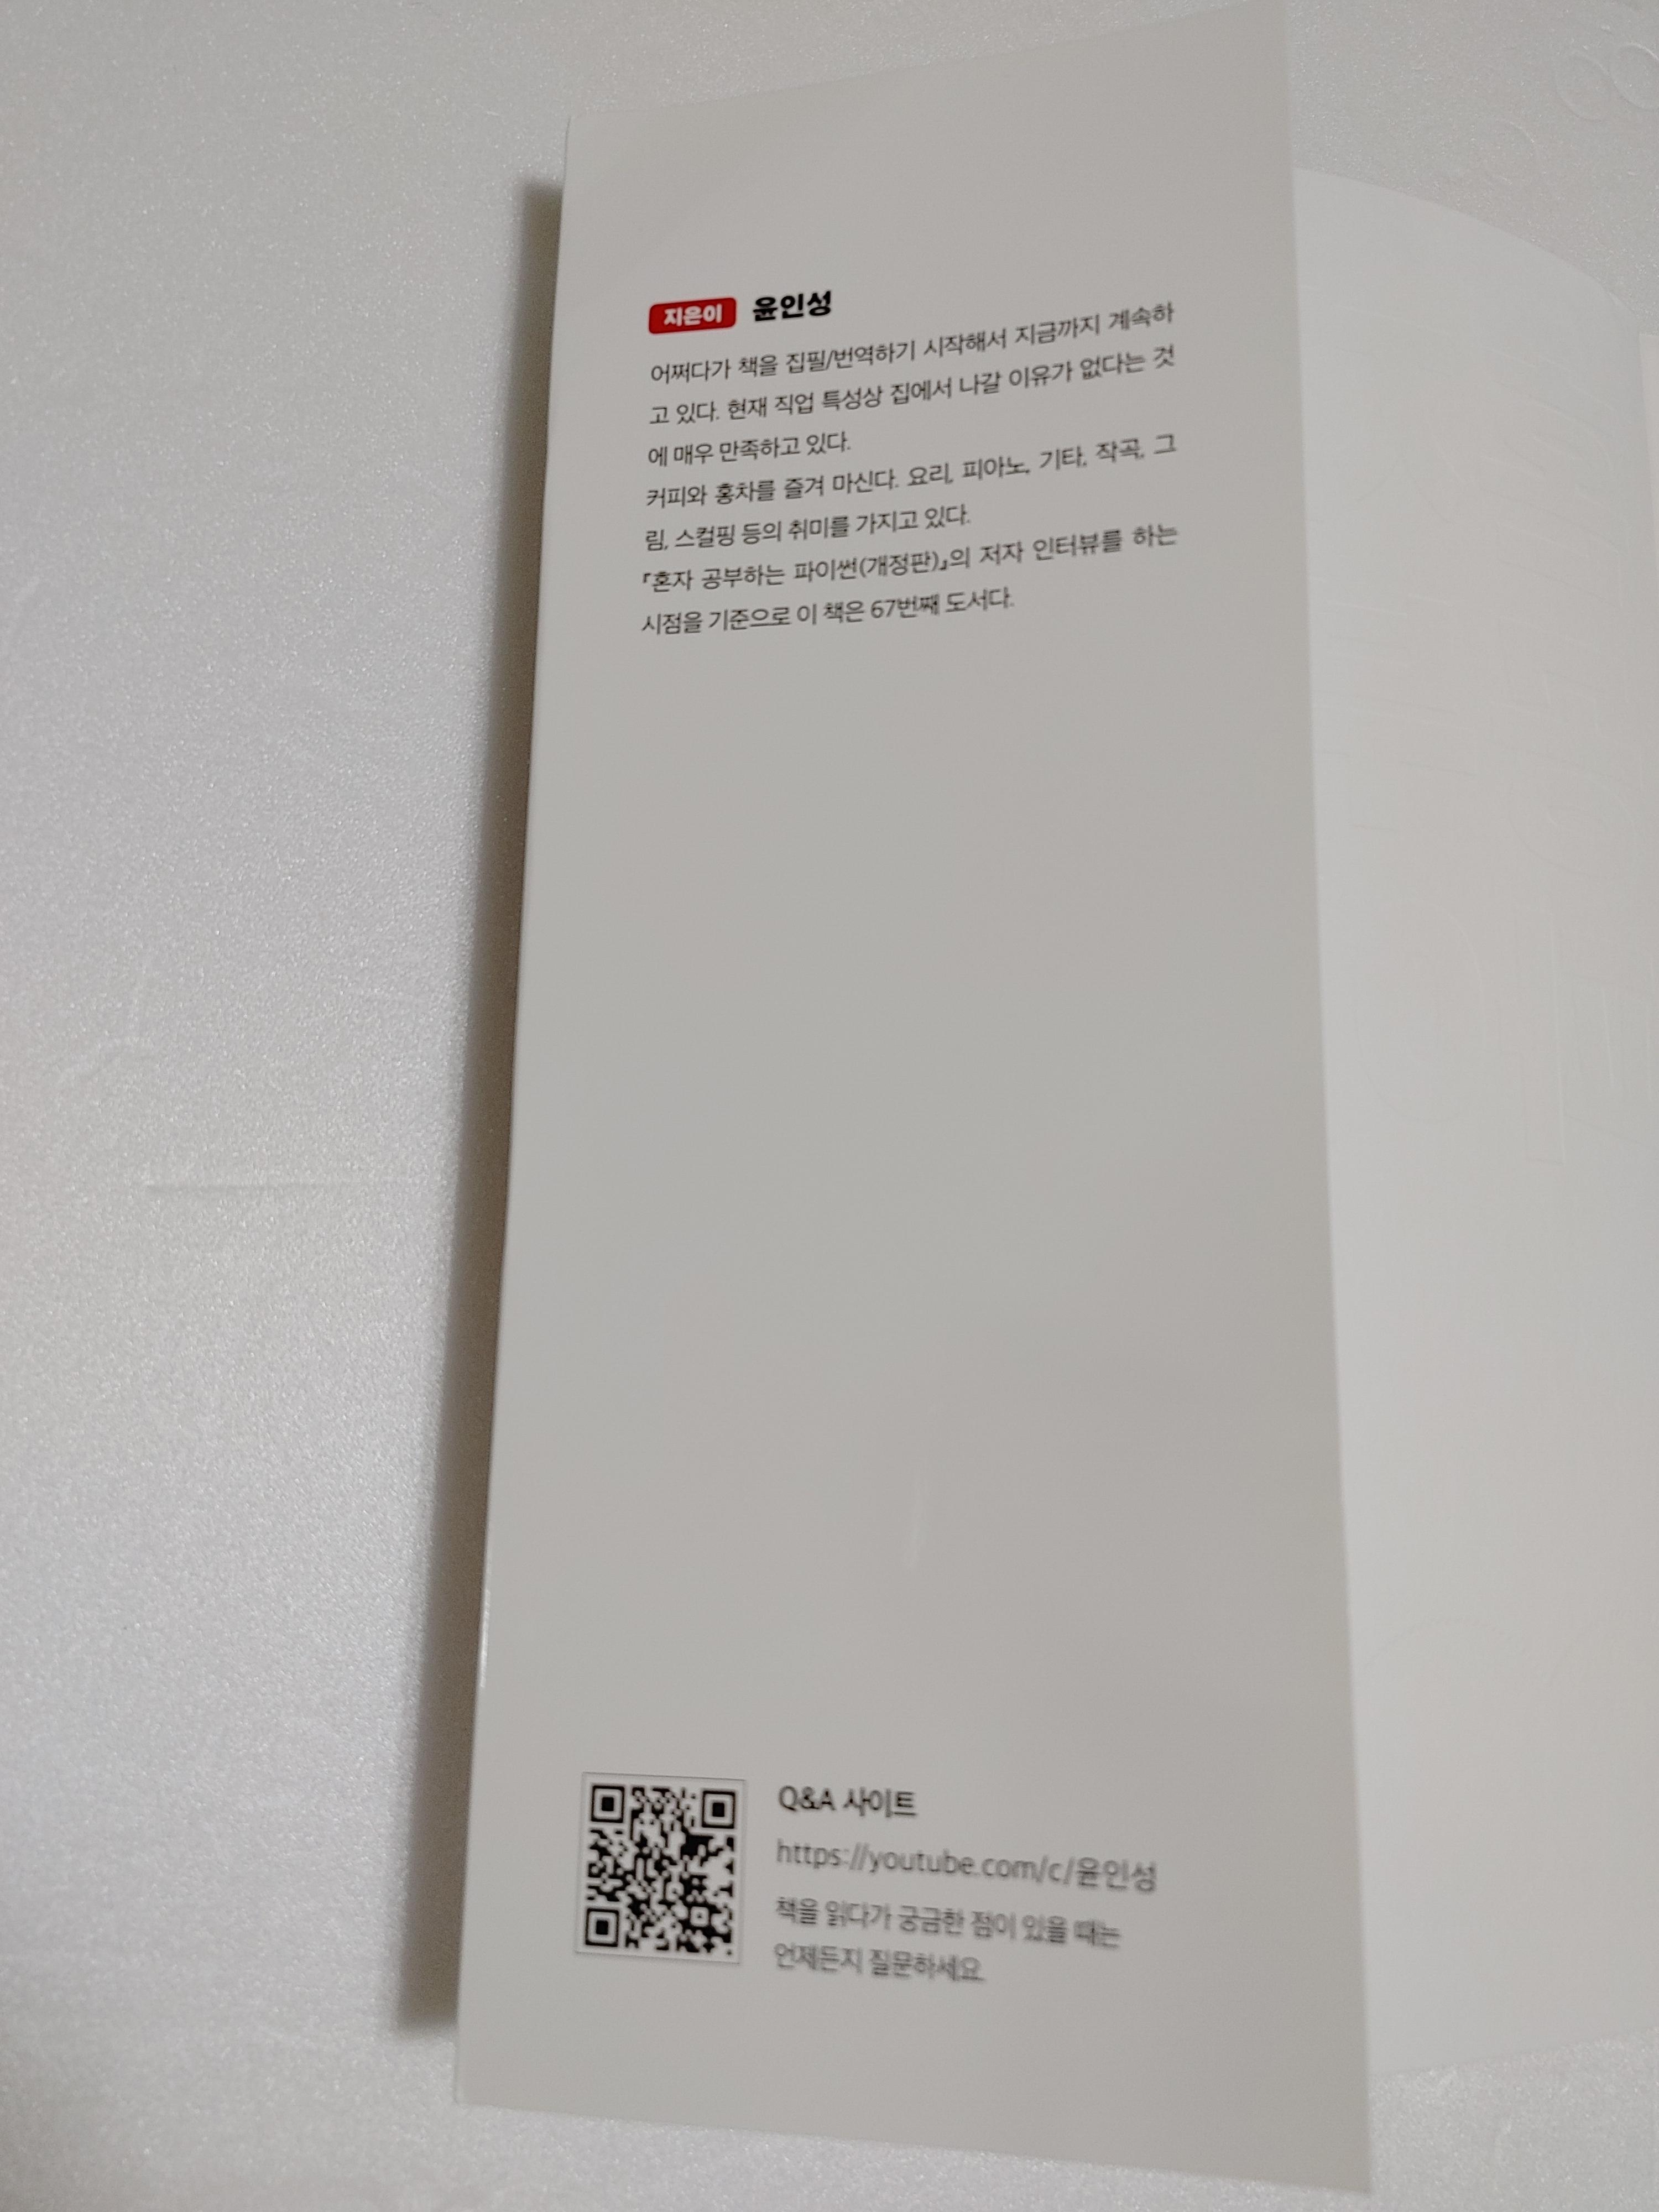 지은이 윤인성
어쩌다가 책을 집필/번역하기 시작해서 지금까지 계속하
고 있다. 현재 직업 특성상 집에서 나갈 이유가 없다는 것
에 매우 만족하고 있다.
커피와 홍차를 즐겨 마신다. 요리, 피아노, 기타, 작곡, 그
림, 스컬핑 등의 취미를 가지고 있다.
『혼자 공부하는 파이썬(개정판)』의 저자 인터뷰를 하는
시점을 기준으로 이 책은 67번째 도서다.
Q&A 사이트
https://youtube.com/c/윤인성
책을 읽다가 궁금한 점이 있을 때는
언제든지 질문하세요.